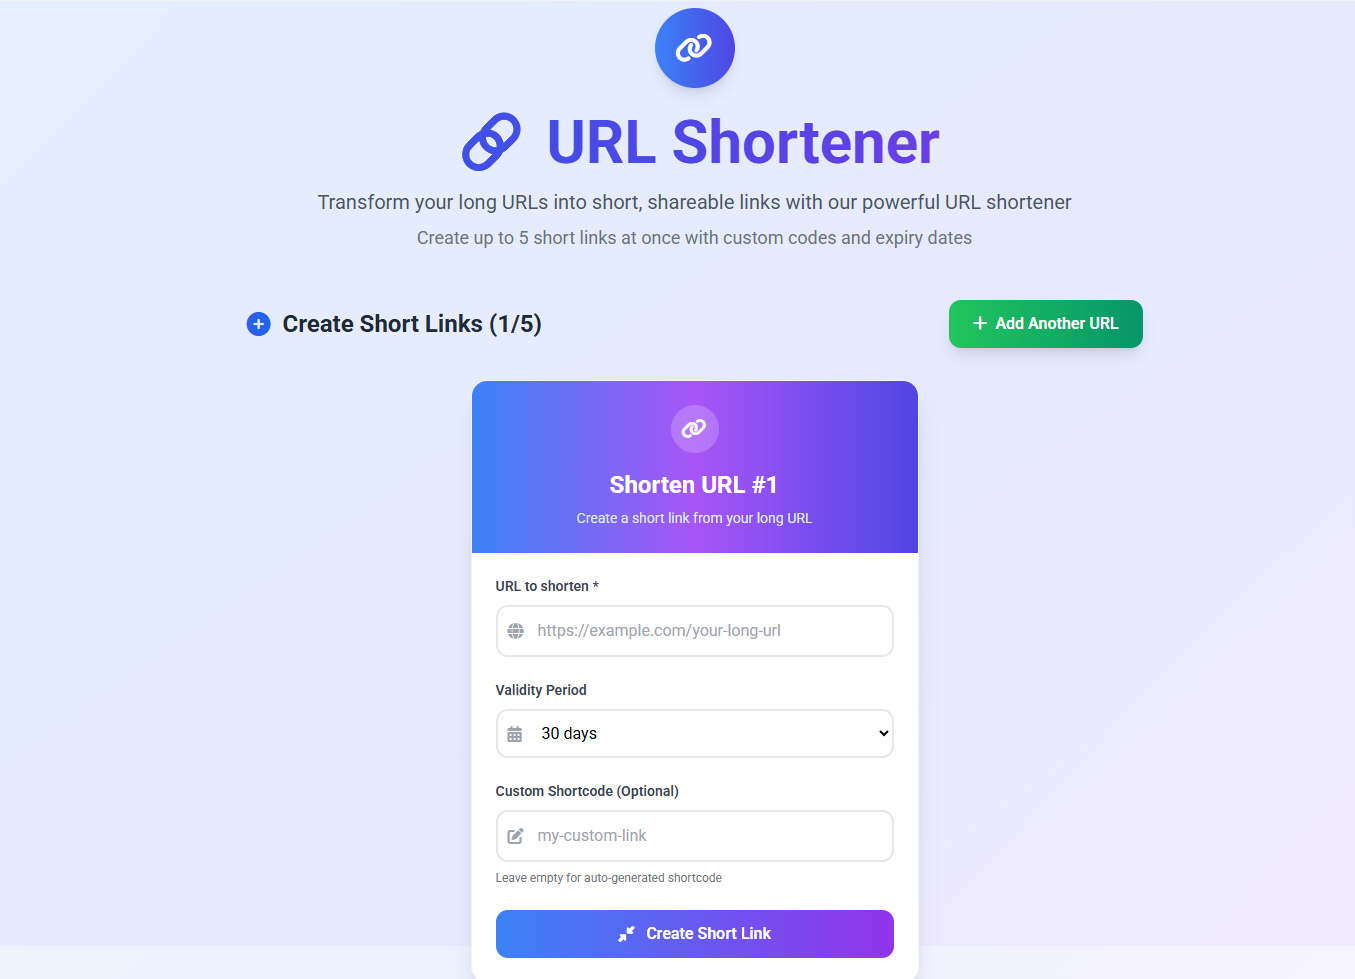 URL Shortener
Transform your long URLs into short, shareable links with our powerful URL shortener
Create up to 5 short links at once with custom codes and expiry dates
Create Short Links (1/5)
Add Another URL
Shorten URL #1
Create a short link from your long URL
URL to shorten *
https://example.com/your-long-url
Validity Period
30 days
Custom Shortcode (Optional)
my-custom-link
Leave empty for auto-generated shortcode
Create Short Link